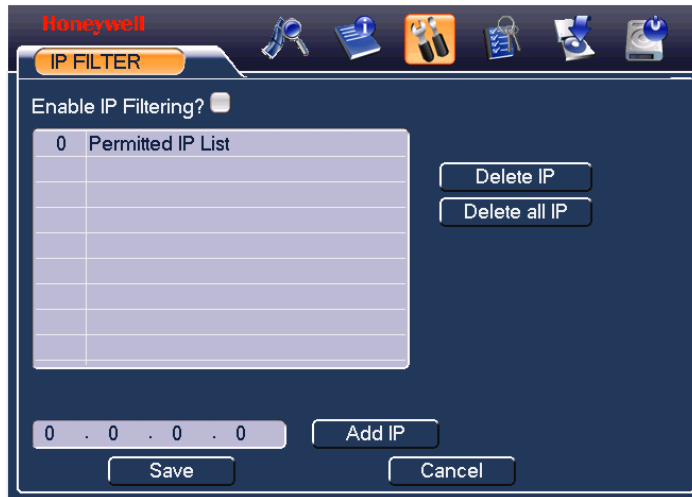 Honeywell
IP FILTER
Enable IP Filtering?
0 Permitted IP List
Delete IP
Delete all IP
0 . 0 . 0 . 0
Add IP
Save
Cancel